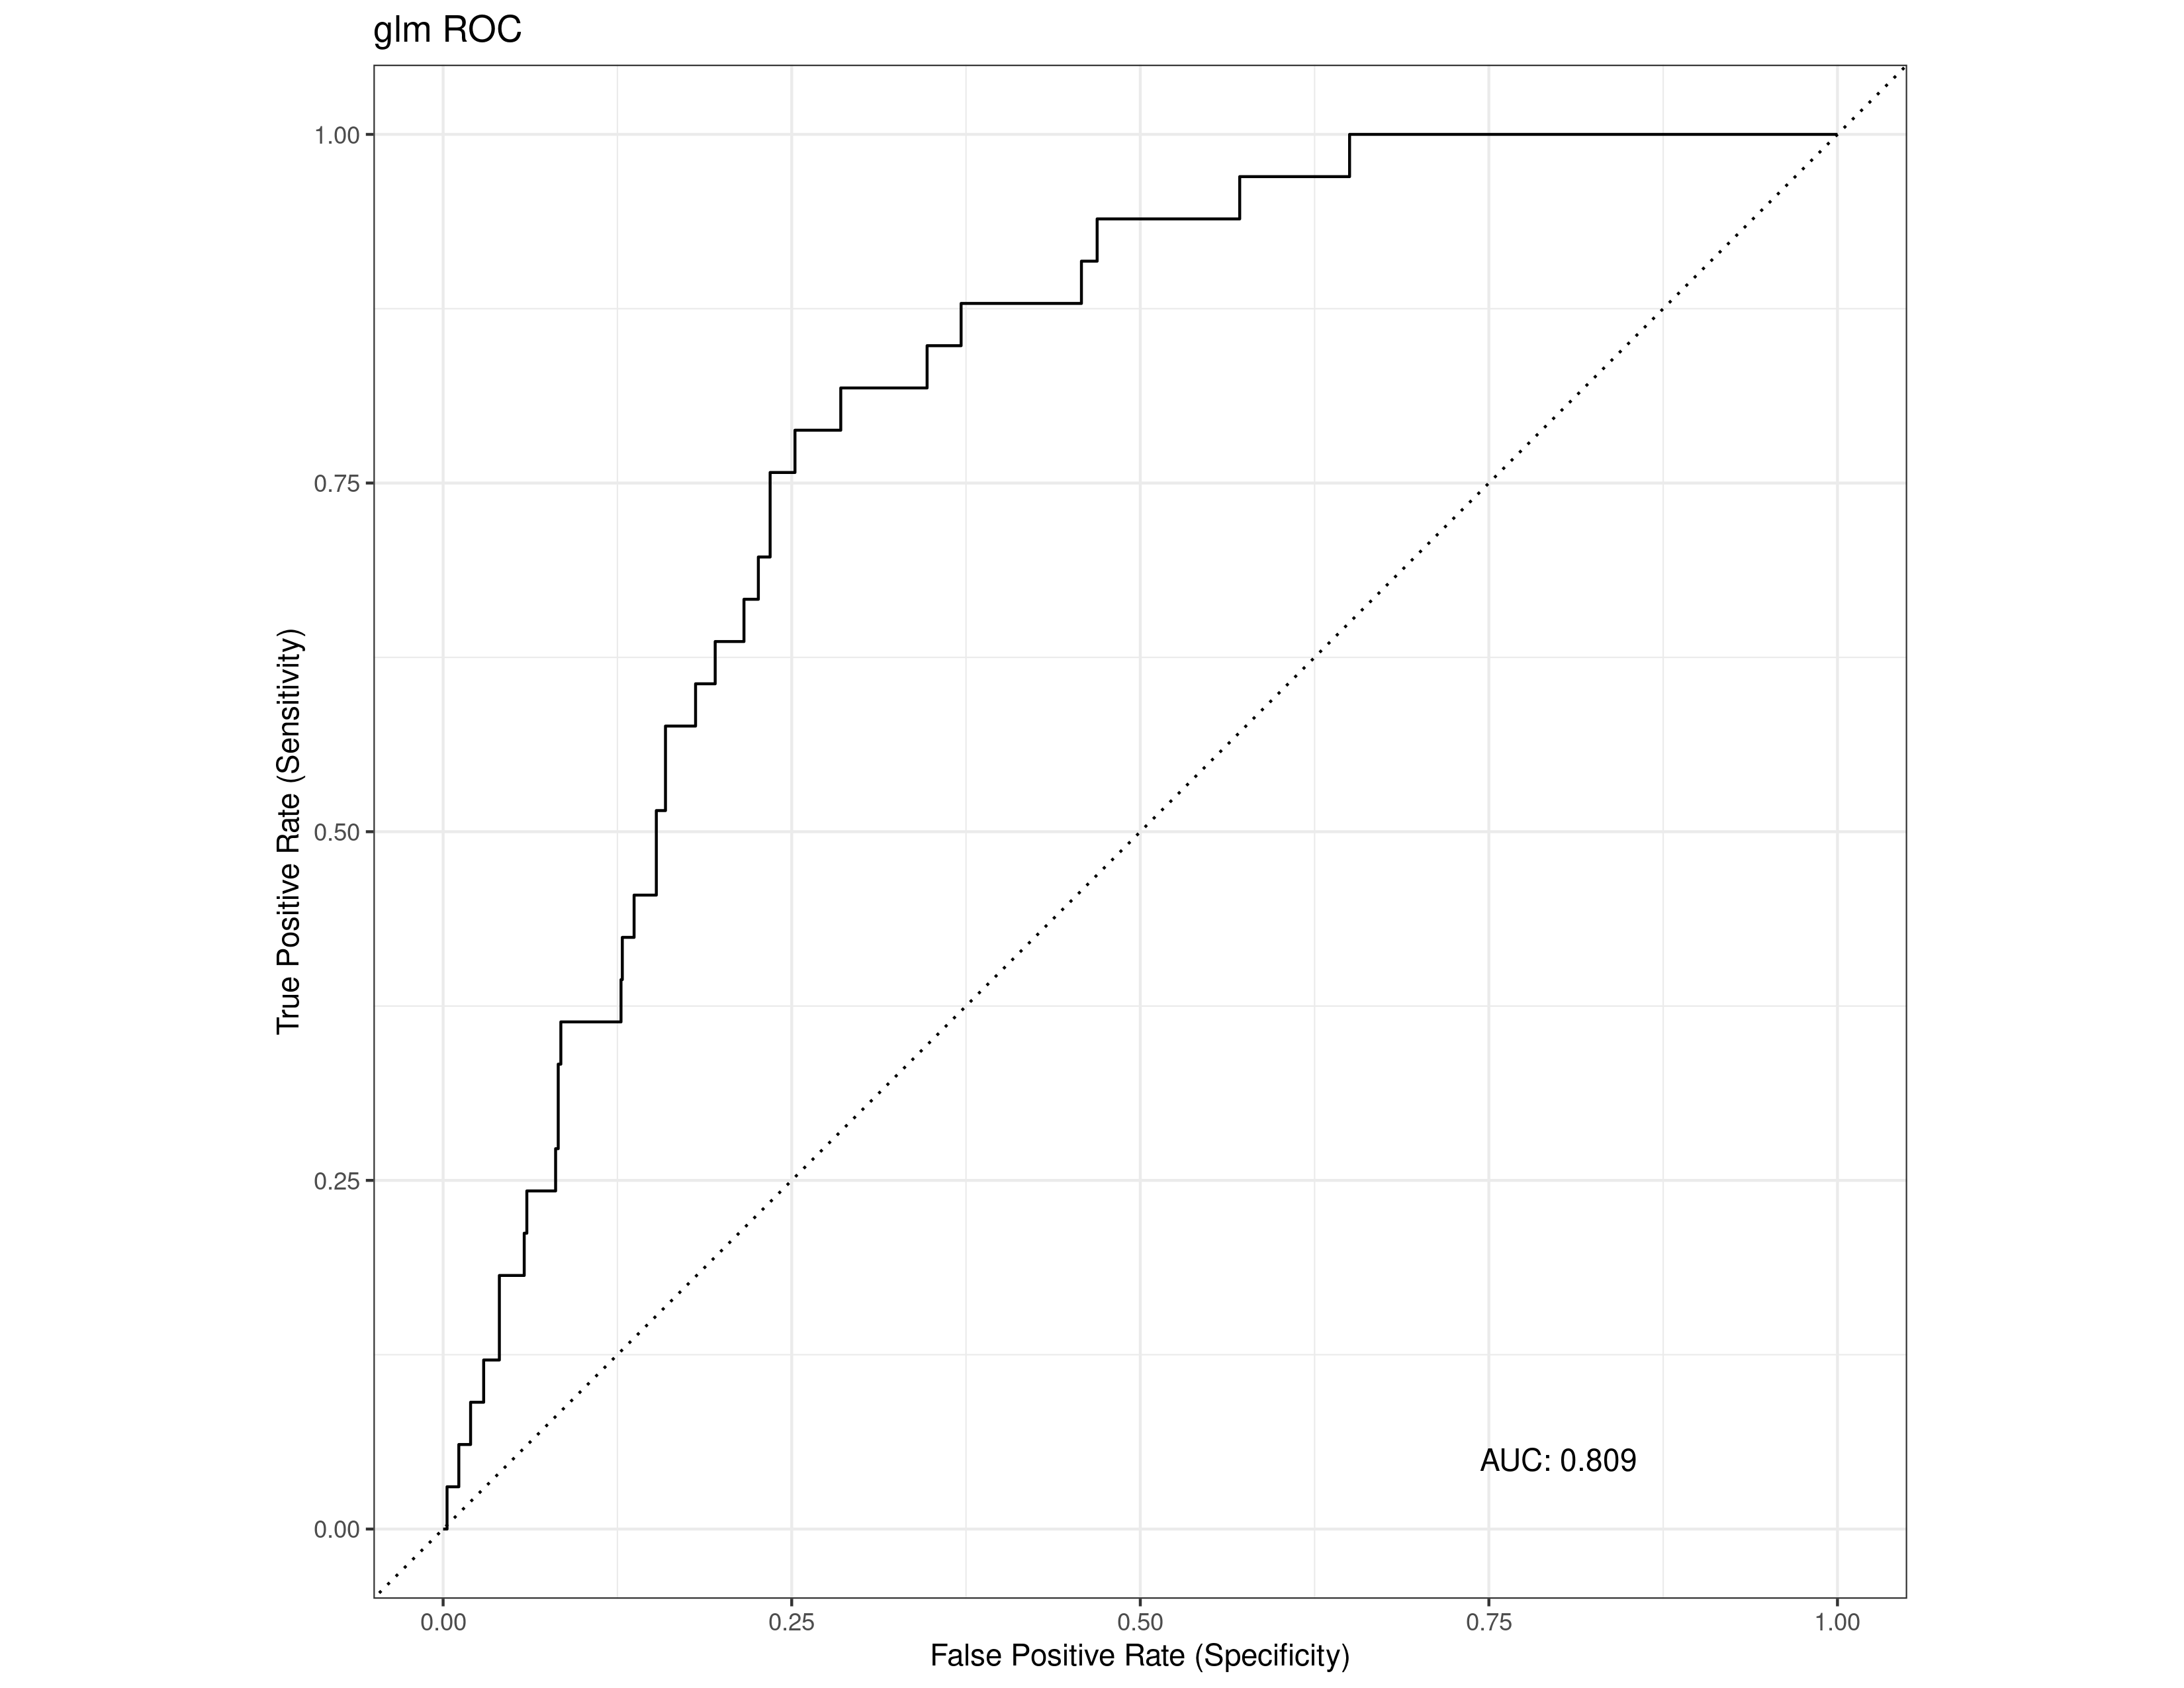 glm ROC
True Positive Rate (Sensitivity)
1.00
0.75
0.50
0.25
0.00
AUC: 0.809
0.00 0.25 0.50 0.75 1.00
False Positive Rate (Specificity)